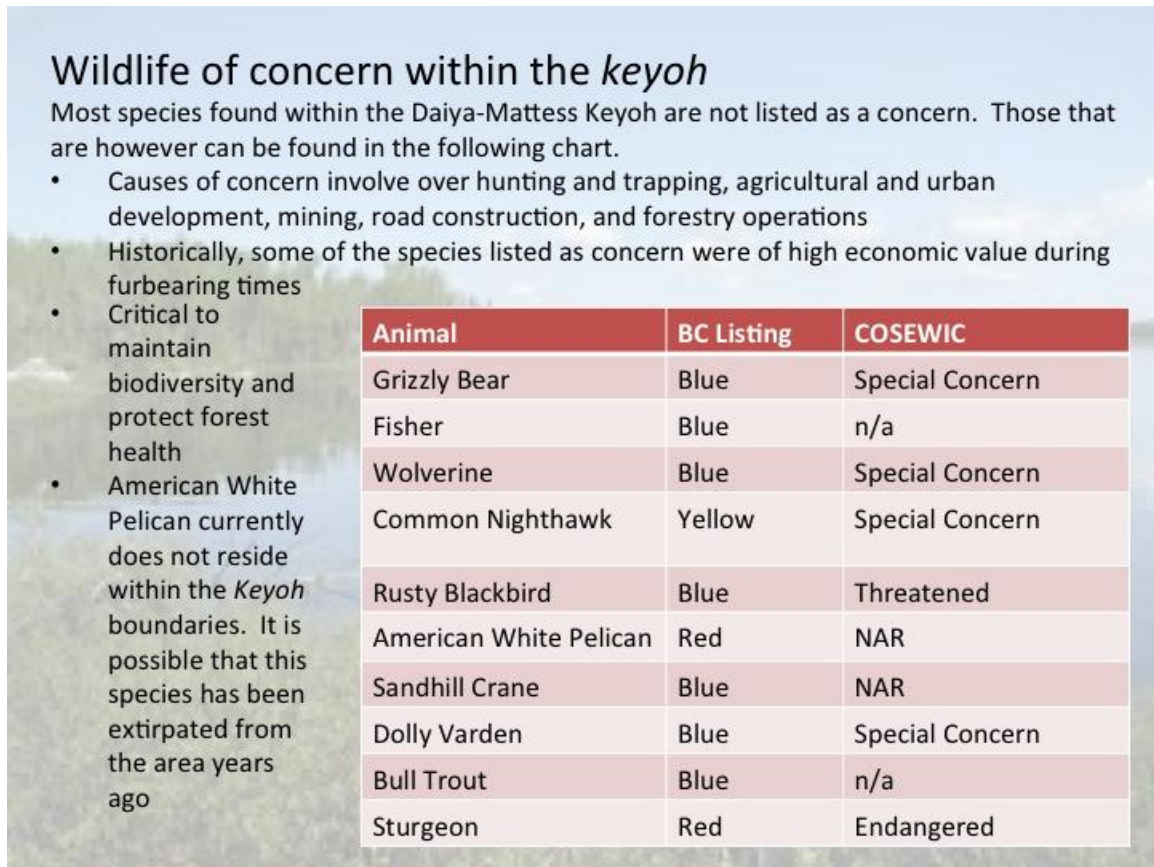 Wildlife of concern within the keyoh
Most species found within the Daiya-Mattess Keyoh are not listed as a concern.  Those that
are however can be found in the following chart.
• Causes of concern involve over hunting and trapping, agricultural and urban
development, mining, road construction, and forestry operations
• Historically, some of the species listed as concern were of high economic value during
furbearing times
• Critical to
maintain
biodiversity and
protect forest
health
• American White
Pelican currently
does not reside
within the Keyoh
boundaries.  It is
possible that this
species has been
extirpated from
the area years
ago
Animal BC Listing COSEWIC
Grizzly Bear Blue Special Concern
Fisher Blue n/a
Wolverine Blue Special Concern
Common Nighthawk Yellow Special Concern
Rusty Blackbird Blue Threatened
American White Pelican Red NAR
Sandhill Crane Blue NAR
Dolly Varden Blue Special Concern
Bull Trout Blue n/a
Sturgeon Red Endangered